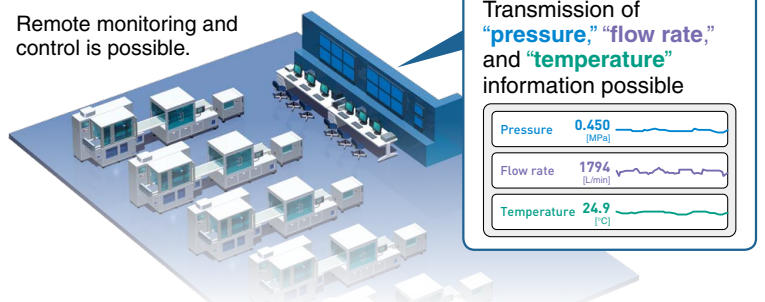 Remote monitoring and
control is possible.
Transmission of
“pressure,” “flow rate,”
and “temperature”
information possible
Pressure 0.450
[MPa]
Flow rate 1794
[L/min]
Temperature 24.9
[°C]